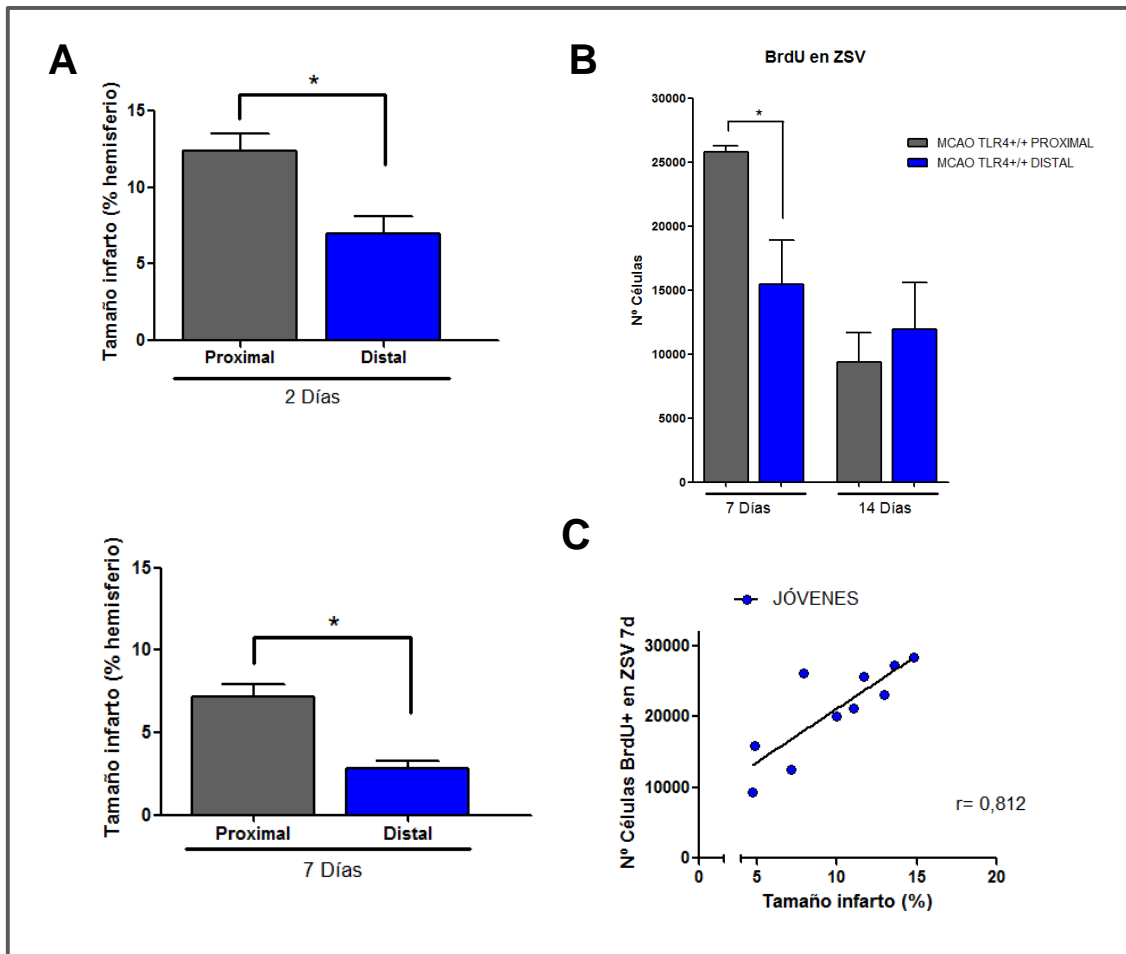 A
*
Tamaño infarto (% hemisferio)
15
10
5
0
Proximal Distal
2 Días
*
Tamaño infarto (% hemisferio)
15
10
5
0
Proximal Distal
7 Días
B
BrdU en ZSV
*
MCAO TLR4+/+ PROXIMAL
MCAO TLR4+/+ DISTAL
Nº Células
30000
25000
20000
15000
10000
5000
0
7 Días 14 Días
C
JÓVENES
Nº Células BrdU+ en ZSV 7d
30000
20000
10000
0
r= 0,812
0 5 10 15 20
Tamaño infarto (%)